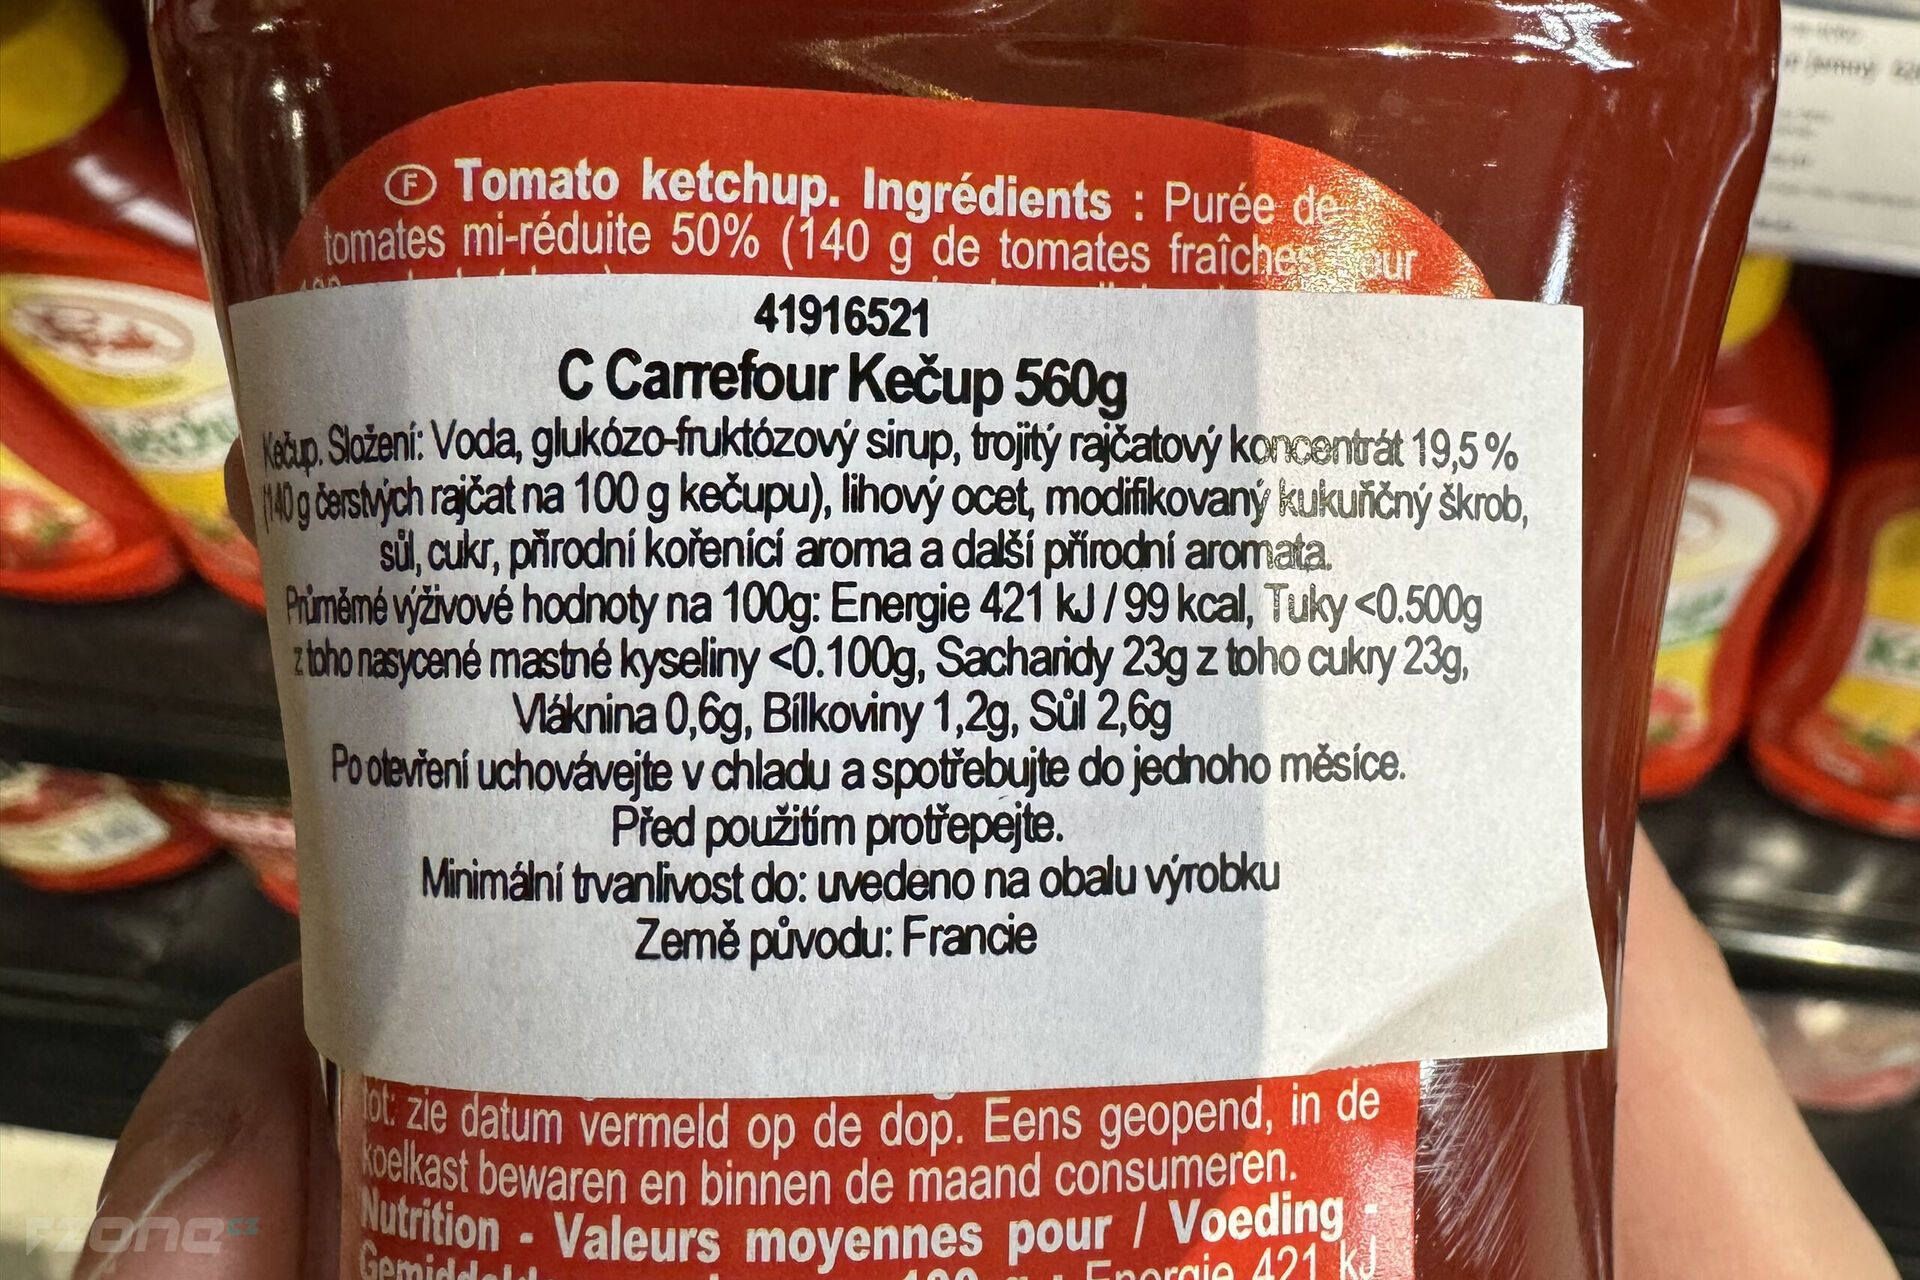 F Tomato ketchup. Ingrédients : Purée de
tomates mi-réduite 50% (140 g de tomates fraîches pour
41916521
C Carrefour Kečup 560g
Kečup. Složení: Voda, glukózo-fruktózový sirup, trojitý rajčatový koncentrát 19,5%
(140 g čerstvých rajčat na 100 g kečupu), lihový ocet, modifikovaný kukuřičný škrob,
sůl, cukr, přírodní kořenící aroma a další přírodní aromata.
Průměrné výživové hodnoty na 100g: Energie 421 kJ / 99 kcal, Tuky <0.500g
z toho nasycené mastné kyseliny <0.100g, Sacharidy 23g z toho cukry 23g,
Vláknina 0,6g, Bílkoviny 1,2g, Sůl 2,6g
Po otevření uchovávejte v chladu a spotřebujte do jednoho měsíce.
Před použitím protřepejte.
Minimální trvanlivost do: uvedeno na obalu výrobku
Země původu: Francie
tot: zie datum vermeld op de dop. Eens geopend, in de
koelkast bewaren en binnen de maand consumeren.
Nutrition - Valeurs moyennes pour / Voeding -
100 g : Energie 421 kJ
zone.cz